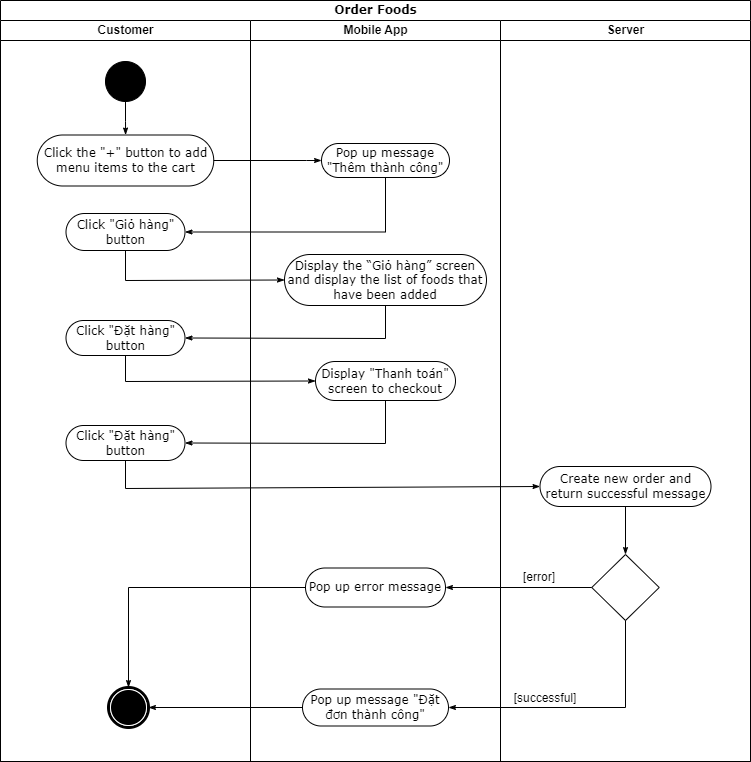 Order Foods
Customer
Mobile App
Server
Click the "+" button to add
menu items to the cart
Pop up message
"Thêm thành công"
Click "Giỏ hàng"
button
Display the “Giỏ hàng” screen
and display the list of foods that
have been added
Click "Đặt hàng"
button
Display "Thanh toán"
screen to checkout
Click "Đặt hàng"
button
Create new order and
return successful message
[error]
Pop up error message
[successful]
Pop up message "Đặt
đơn thành công"